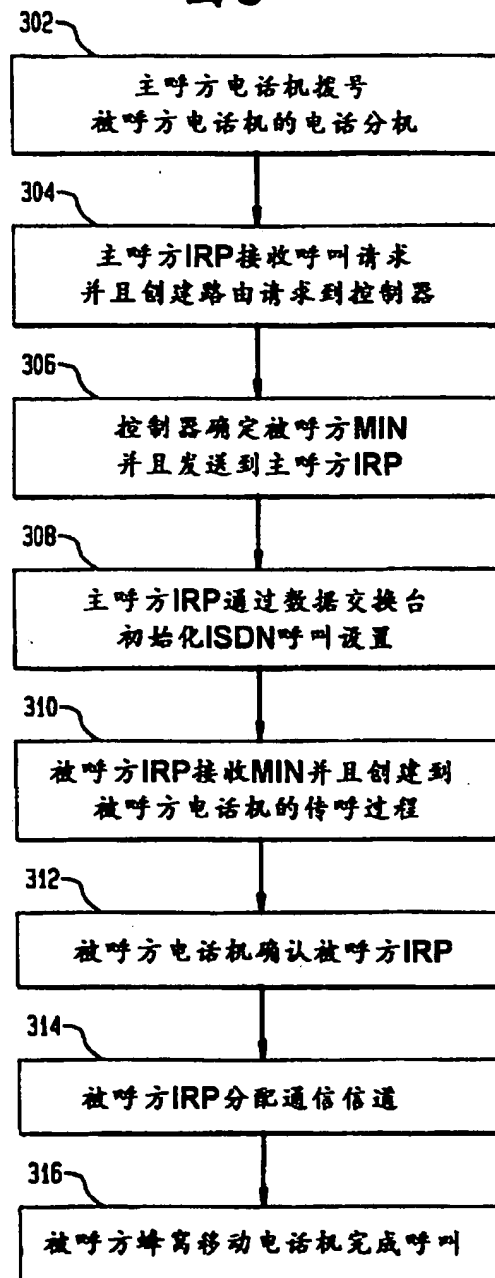 302
主呼方电话机拨号
被呼方电话机的电话分机
304
主呼方IRP接收呼叫请求
并且创建路由请求到控制器
306
控制器确定被呼方MIN
并且发送到主呼方IRP
308
主呼方IRP通过数据交换台
初始化ISDN呼叫设置
310
被呼方IRP接收MIN并且创建到
被呼方电话机的传呼过程
312
被呼方电话机确认被呼方IRP
314
被呼方IRP分配通信信道
316
被呼方蜂窝移动电话机完成呼叫